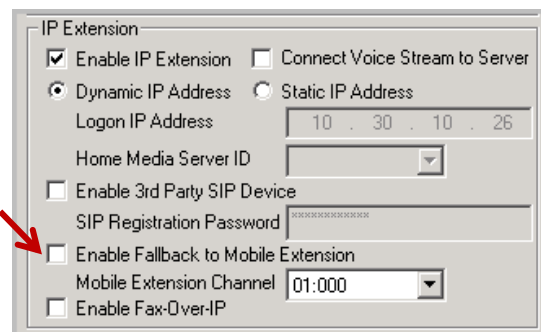 IP Extension
Enable IP Extension Connect Voice Stream to Server
Dynamic IP Address Static IP Address
Logon IP Address 10 . 30 . 10 . 26
Home Media Server ID
Enable 3rd Party SIP Device
SIP Registration Password ************
Enable Fallback to Mobile Extension
Mobile Extension Channel 01:000
Enable Fax-Over-IP